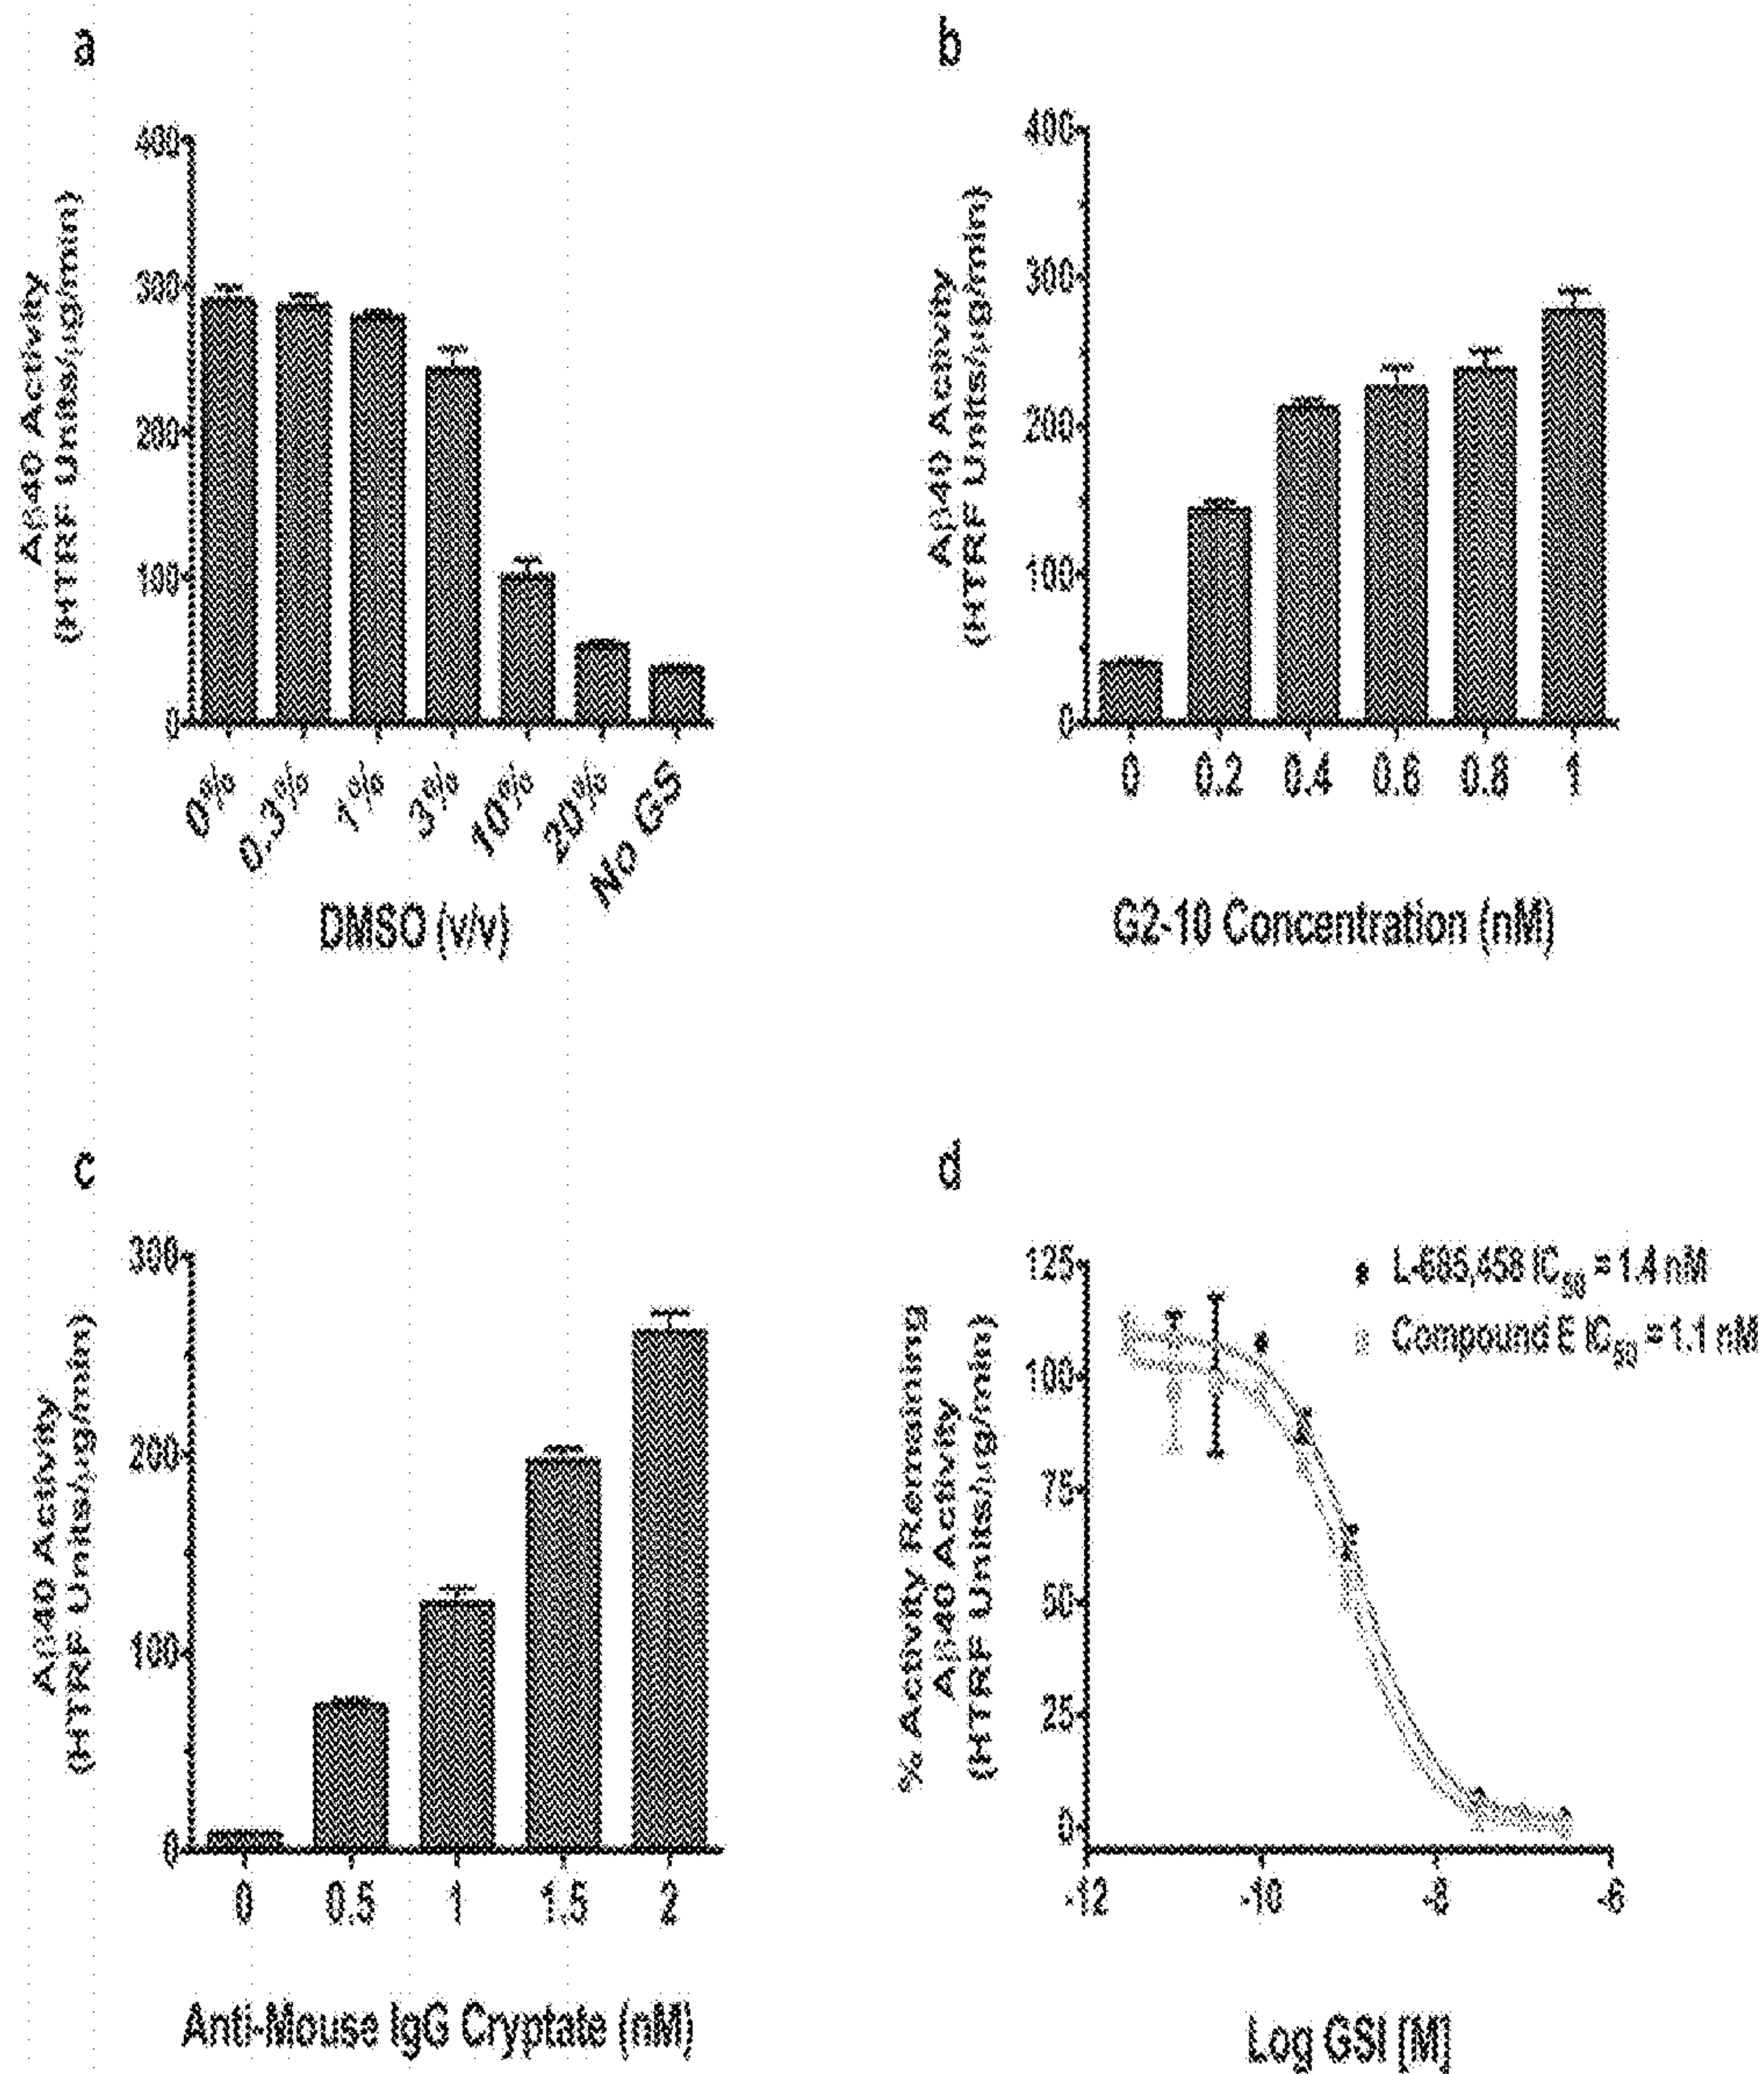 a
Aβ40 Activity
(HTRF Units/μg/min)
400
300
200
100
0
0%
0.3%
1%
3%
10%
20%
No GS
DMSO (v/v)
b
Aβ40 Activity
(HTRF Units/μg/min)
400
300
200
100
0
0
0.2
0.4
0.6
0.8
1
G2-10 Concentration (nM)
c
Aβ40 Activity
(HTRF Units/μg/min)
300
200
100
0
0
0.5
1
1.5
2
Anti-Mouse IgG Cryptate (nM)
d
% Activity Remaining
Aβ40 Activity
(HTRF Units/μg/min)
125
100
75
50
25
0
-12
-10
-8
-6
L-685,458 IC50 = 1.4 nM
Compound E IC50 = 1.1 nM
Log GSI [M]